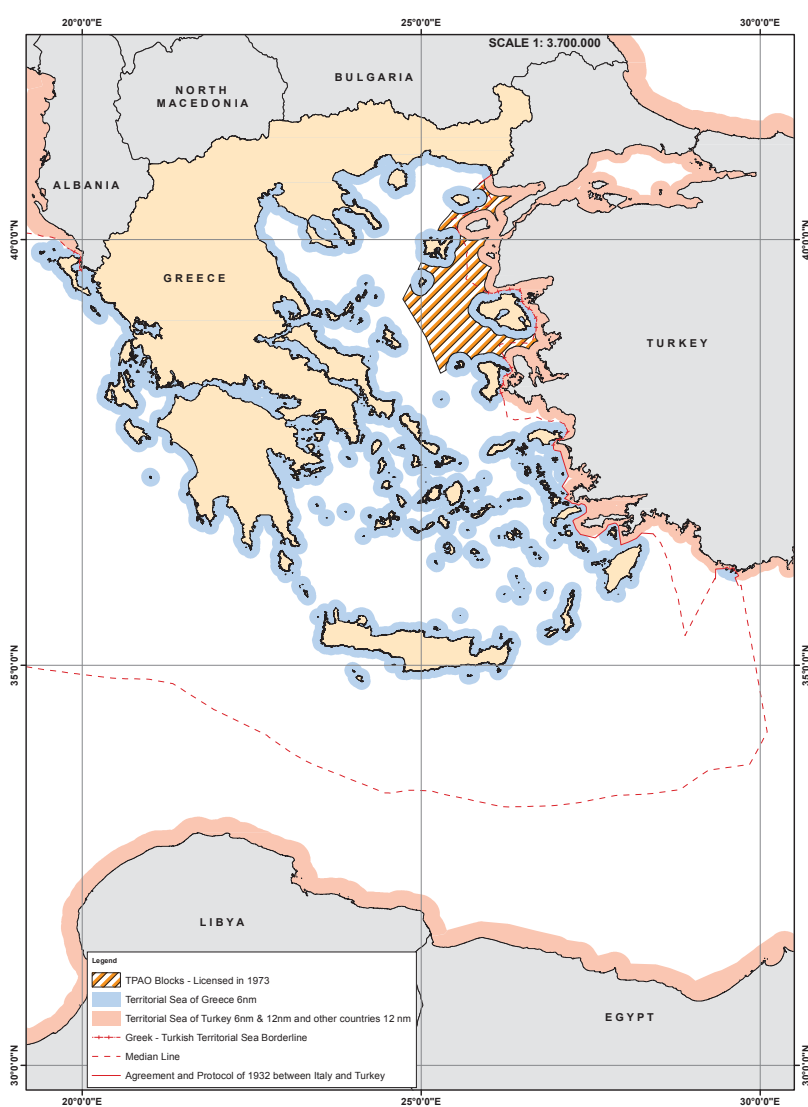 20°0'0"E
25°0'0"E
30°0'0"E
SCALE 1: 3.700.000
BULGARIA
NORTH
MACEDONIA
ALBANIA
40°0'0"N
40°0'0"N
GREECE
TURKEY
35°0'0"N
35°0'0"N
LIBYA
EGYPT
Legend
TPAO Blocks - Licensed in 1973
Territorial Sea of Greece 6nm
Territorial Sea of Turkey 6nm & 12nm and other countries 12 nm
Greek - Turkish Territorial Sea Borderline
Median Line
Agreement and Protocol of 1932 between Italy and Turkey
30°0'0"N
30°0'0"N
20°0'0"E
25°0'0"E
30°0'0"E